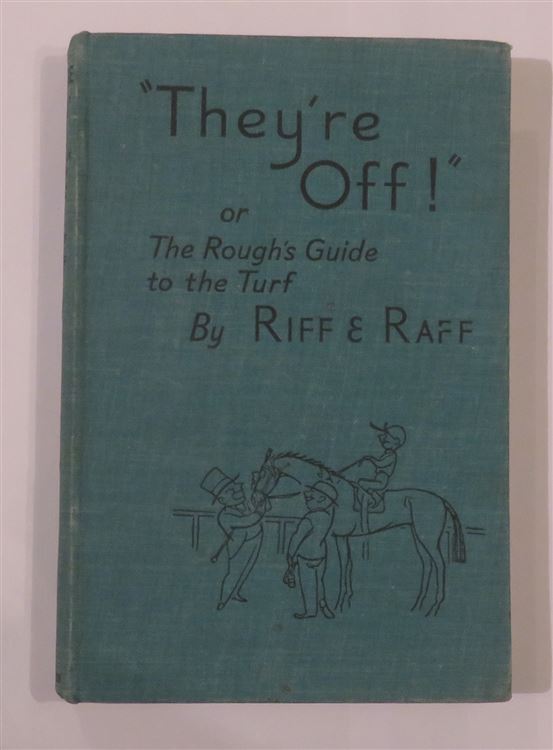 "They're
Off!"
or
The Rough's Guide
to the Turf
By RIFF & RAFF